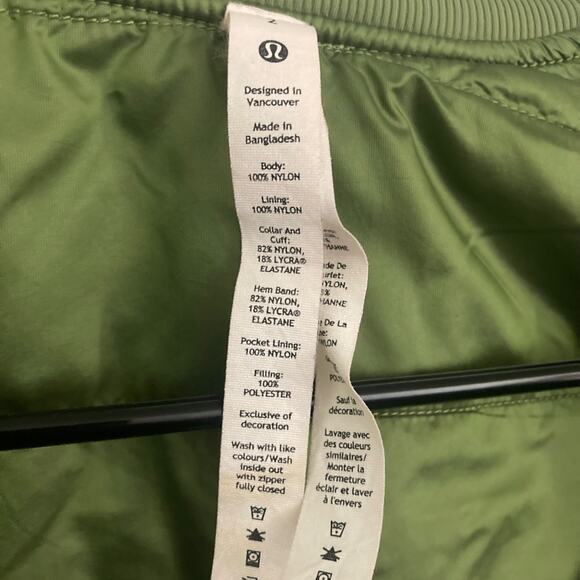 Designed in
Vancouver
Made in
Bangladesh
Body:
100% NYLON
Lining:
100% NYLON
Collar And
Cuff:
82% NYLON,
18% LYCRA®
ELASTANE
Hem Band:
82% NYLON,
18% LYCRA®
ELASTANE
Pocket Lining:
100% NYLON
Filling:
100%
POLYESTER
Exclusive of
decoration
Wash with like
colours/Wash
inside out
with zipper
fully closed
De La
Sauf la
décoration
Lavage avec
des couleurs
similaires/
Monter la
fermeture
éclair et laver
à l'envers